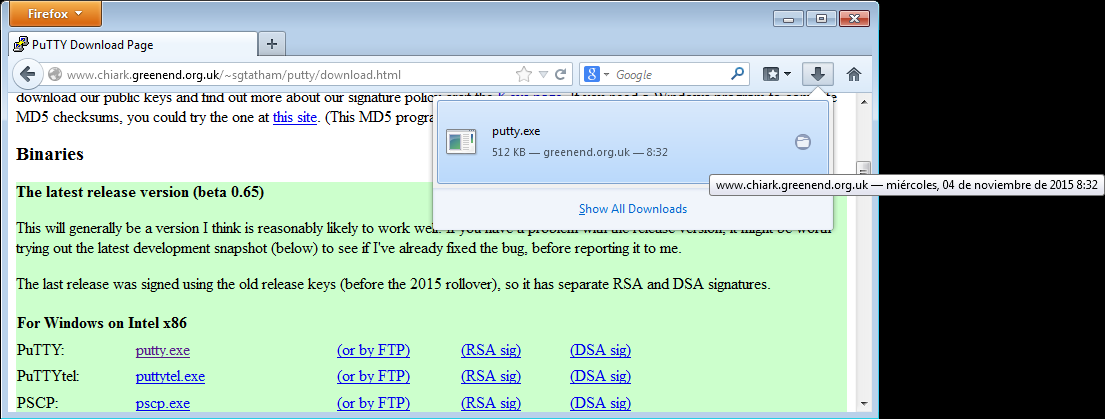 Firefox
PuTTY Download Page
www.chiark.greenend.org.uk/~sgtatham/putty/download.html
Google
download our public keys and find out more about our signature policy
MD5 checksums, you could try the one at this site. (This MD5 progra
putty.exe
512 KB — greenend.org.uk — 8:32
www.chiark.greenend.org.uk — miércoles, 04 de noviembre de 2015 8:32
Show All Downloads
Binaries
The latest release version (beta 0.65)
This will generally be a version I think is reasonably likely to work well. If you have a problem with the release version, it might be worth
trying out the latest development snapshot (below) to see if I've already fixed the bug, before reporting it to me.
The last release was signed using the old release keys (before the 2015 rollover), so it has separate RSA and DSA signatures.
For Windows on Intel x86
PuTTY: putty.exe (or by FTP) (RSA sig) (DSA sig)
PuTTYtel: puttytel.exe (or by FTP) (RSA sig) (DSA sig)
PSCP: pscp.exe (or by FTP) (RSA sig) (DSA sig)